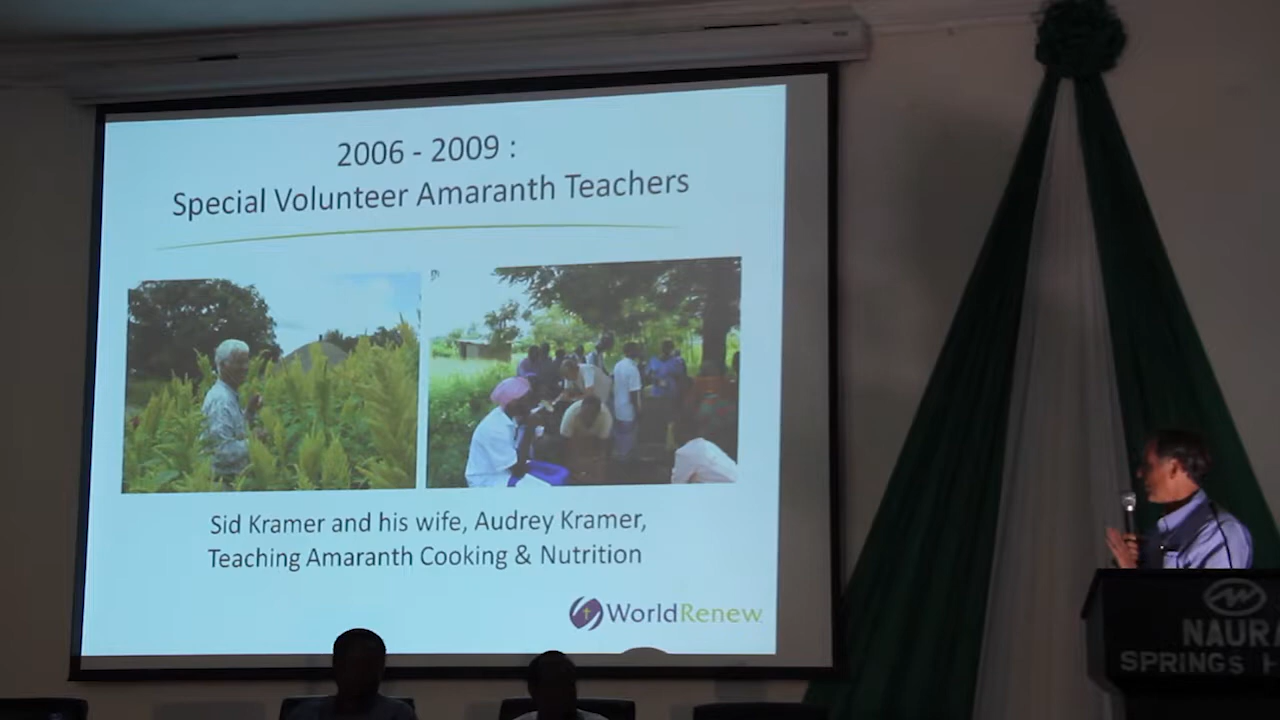 2006 - 2009 :
Special Volunteer Amaranth Teachers
Sid Kramer and his wife, Audrey Kramer,
Teaching Amaranth Cooking & Nutrition
WorldRenew
NAURA
SPRINGS H